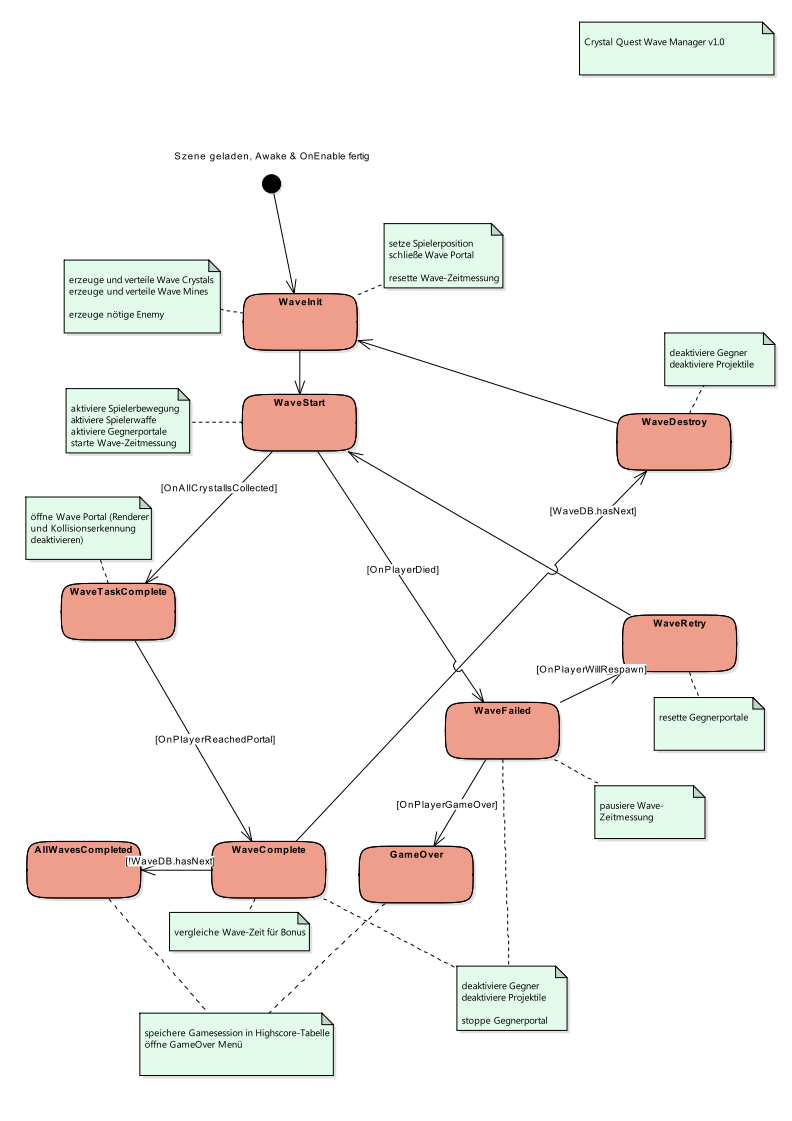 Crystal Quest Wave Manager v1.0
Szene geladen, Awake & OnEnable fertig
setze Spielerposition
schließe Wave Portal
resette Wave-Zeitmessung
erzeuge und verteile Wave Crystals
erzeuge und verteile Wave Mines
erzeuge nötige Enemy
WaveInit
deaktiviere Gegner
deaktiviere Projektile
aktiviere Spielerbewegung
aktiviere Spielerwaffe
aktiviere Gegnerportale
starte Wave-Zeitmessung
WaveStart
WaveDestroy
[OnAllCrystallsCollected]
[WaveDB.hasNext]
öffne Wave Portal (Renderer
und Kollisionserkennung
deaktivieren)
[OnPlayerDied]
WaveTaskComplete
WaveRetry
[OnPlayerWillRespawn]
WaveFailed
resette Gegnerportale
[OnPlayerReachedPortal]
[OnPlayerGameOver]
pausiere Wave-
Zeitmessung
AllWavesCompleted
[!WaveDB.hasNext]
WaveComplete
GameOver
vergleiche Wave-Zeit für Bonus
deaktiviere Gegner
deaktiviere Projektile
stoppe Gegnerportal
speichere Gamesession in Highscore-Tabelle
öffne GameOver Menü